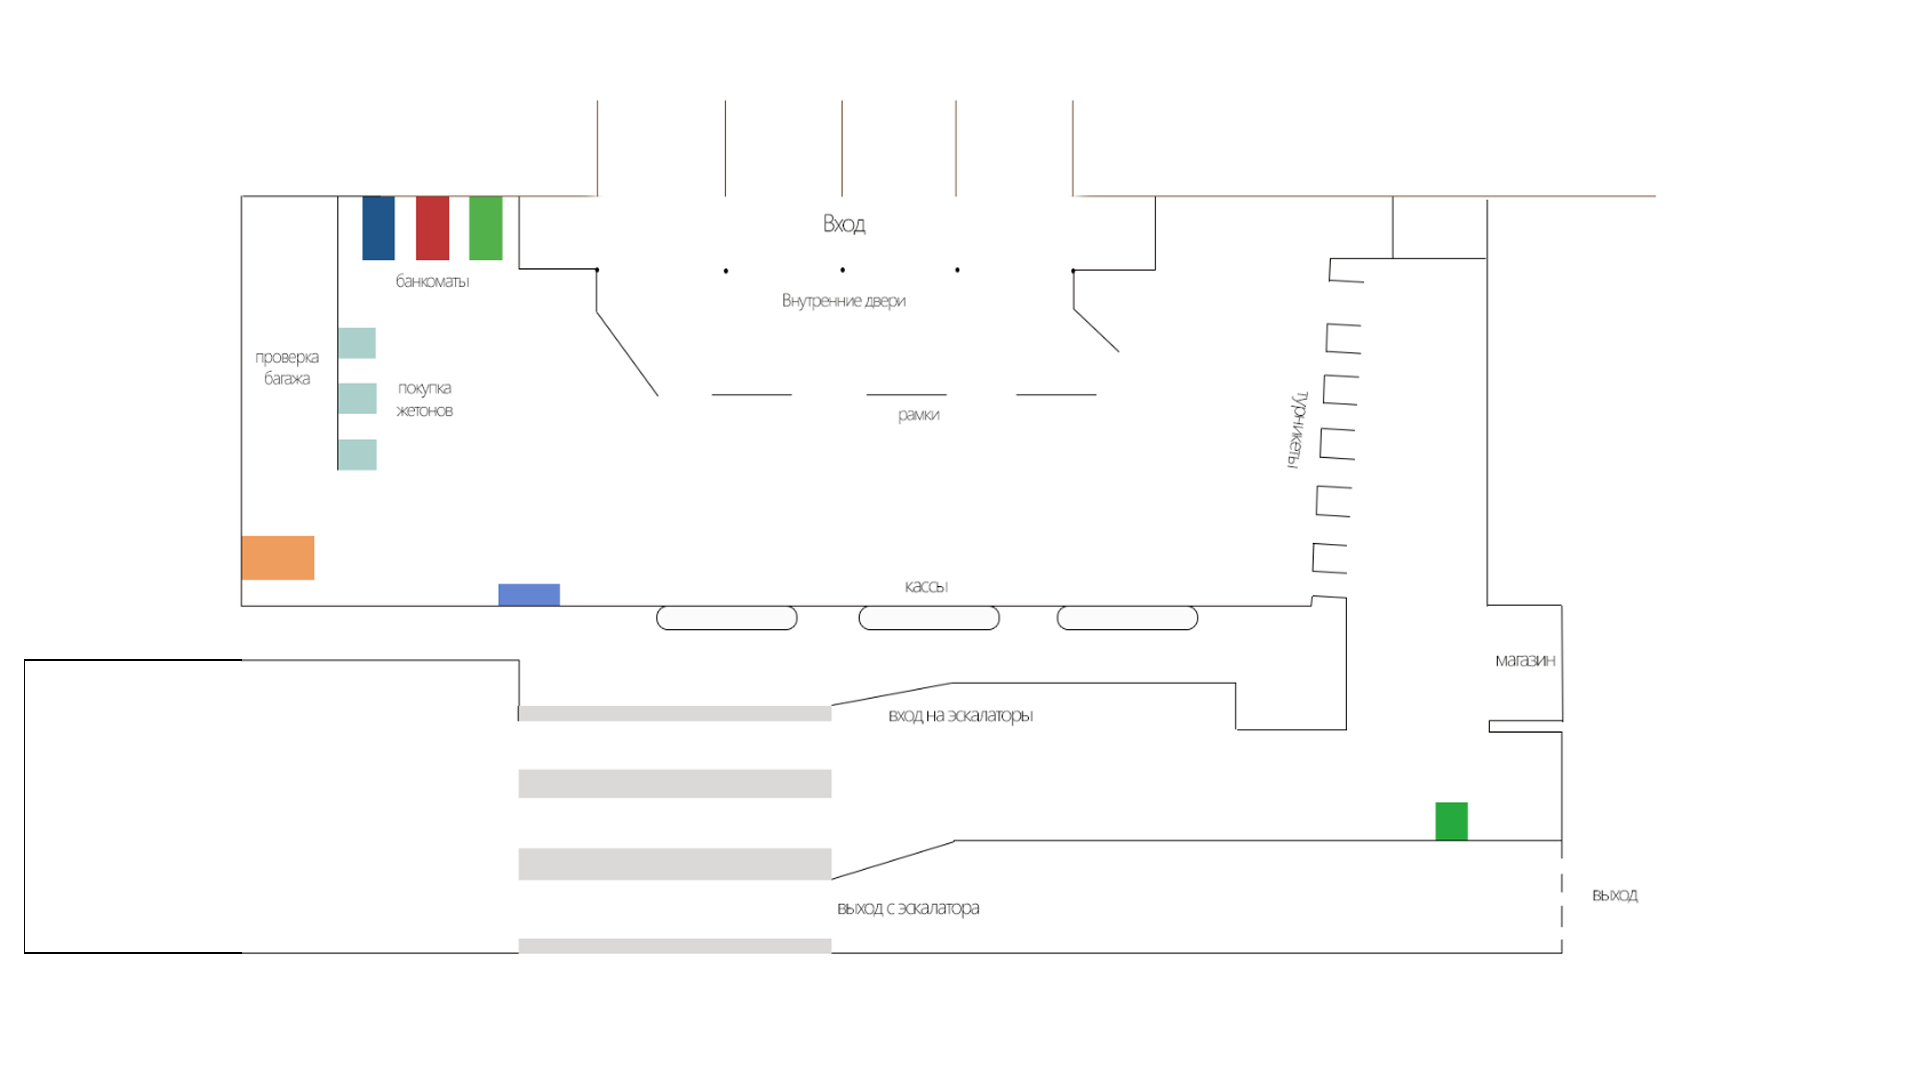 Вход
банкоматы
Внутренние двери
проверка
багажа
покупка
жетонов
рамки
турникеты
кассы
магазин
вход на эскалаторы
выход
выход с эскалатора